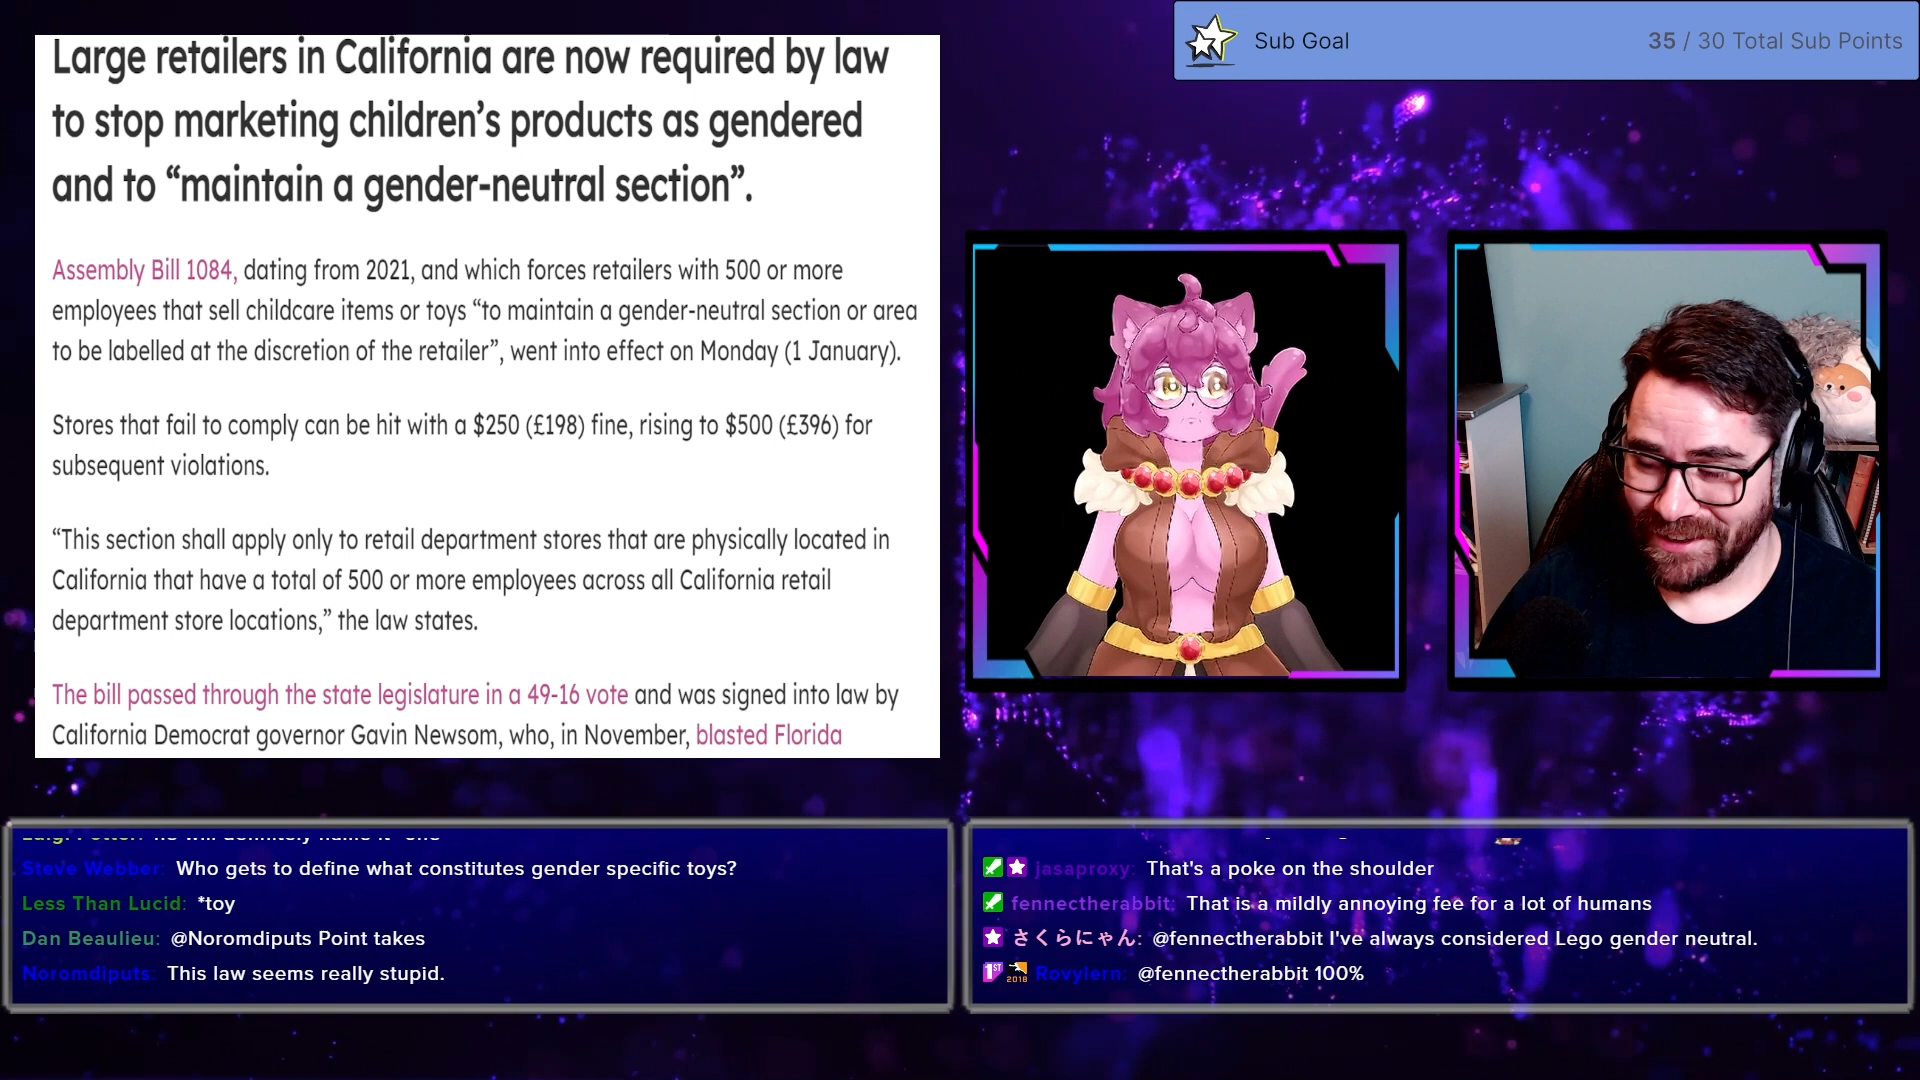 Large retailers in California are now required by law
to stop marketing children’s products as gendered
and to “maintain a gender-neutral section”.
Assembly Bill 1084, dating from 2021, and which forces retailers with 500 or more
employees that sell childcare items or toys “to maintain a gender-neutral section or area
to be labelled at the discretion of the retailer”, went into effect on Monday (1 January).
Stores that fail to comply can be hit with a $250 (£198) fine, rising to $500 (£396) for
subsequent violations.
“This section shall apply only to retail department stores that are physically located in
California that have a total of 500 or more employees across all California retail
department store locations,” the law states.
The bill passed through the state legislature in a 49-16 vote and was signed into law by
California Democrat governor Gavin Newsom, who, in November, blasted Florida
Sub Goal 35 / 30 Total Sub Points
Steve Webber: Who gets to define what constitutes gender specific toys?
Less Than Lucid: *toy
Dan Beaulieu: @Noromdiputs Point takes
Noromdiputs: This law seems really stupid.
jasaproxy: That's a poke on the shoulder
fennectherabbit: That is a mildly annoying fee for a lot of humans
さくらにゃん: @fennectherabbit I've always considered Lego gender neutral.
1ST 2018 Rovylern: @fennectherabbit 100%